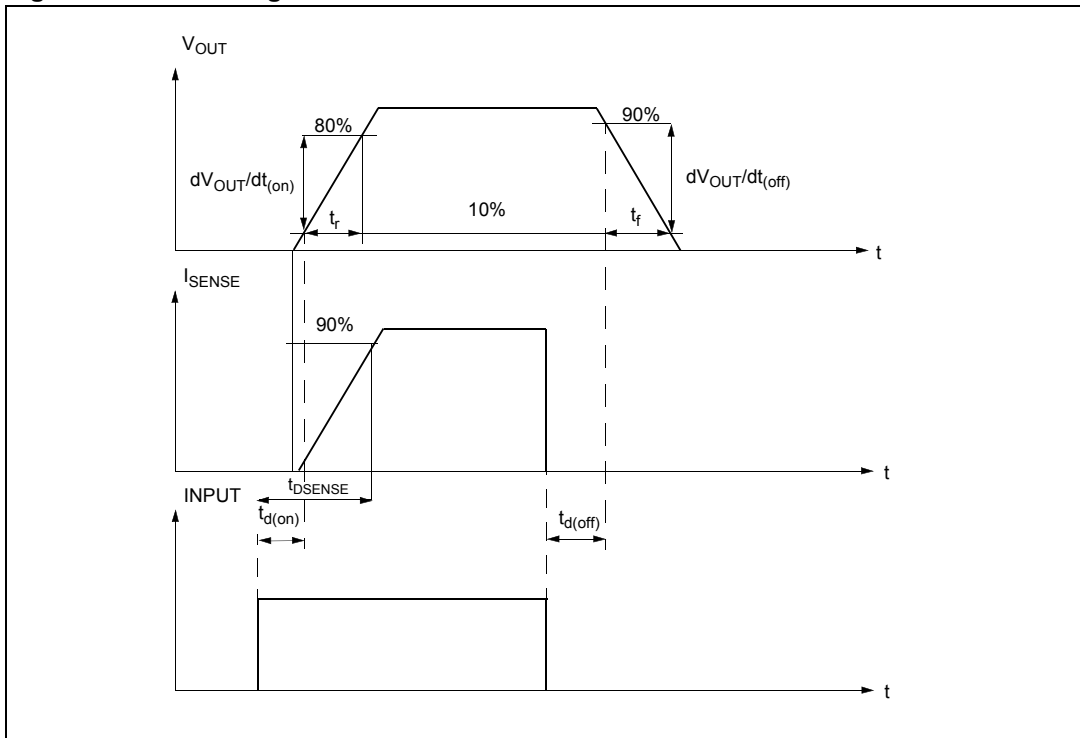 V_OUT
80%
90%
dV_OUT/dt_(on)
dV_OUT/dt_(off)
t_r
10%
t_f
t
I_SENSE
90%
t
t_DSENSE
INPUT
t_d(on)
t_d(off)
t